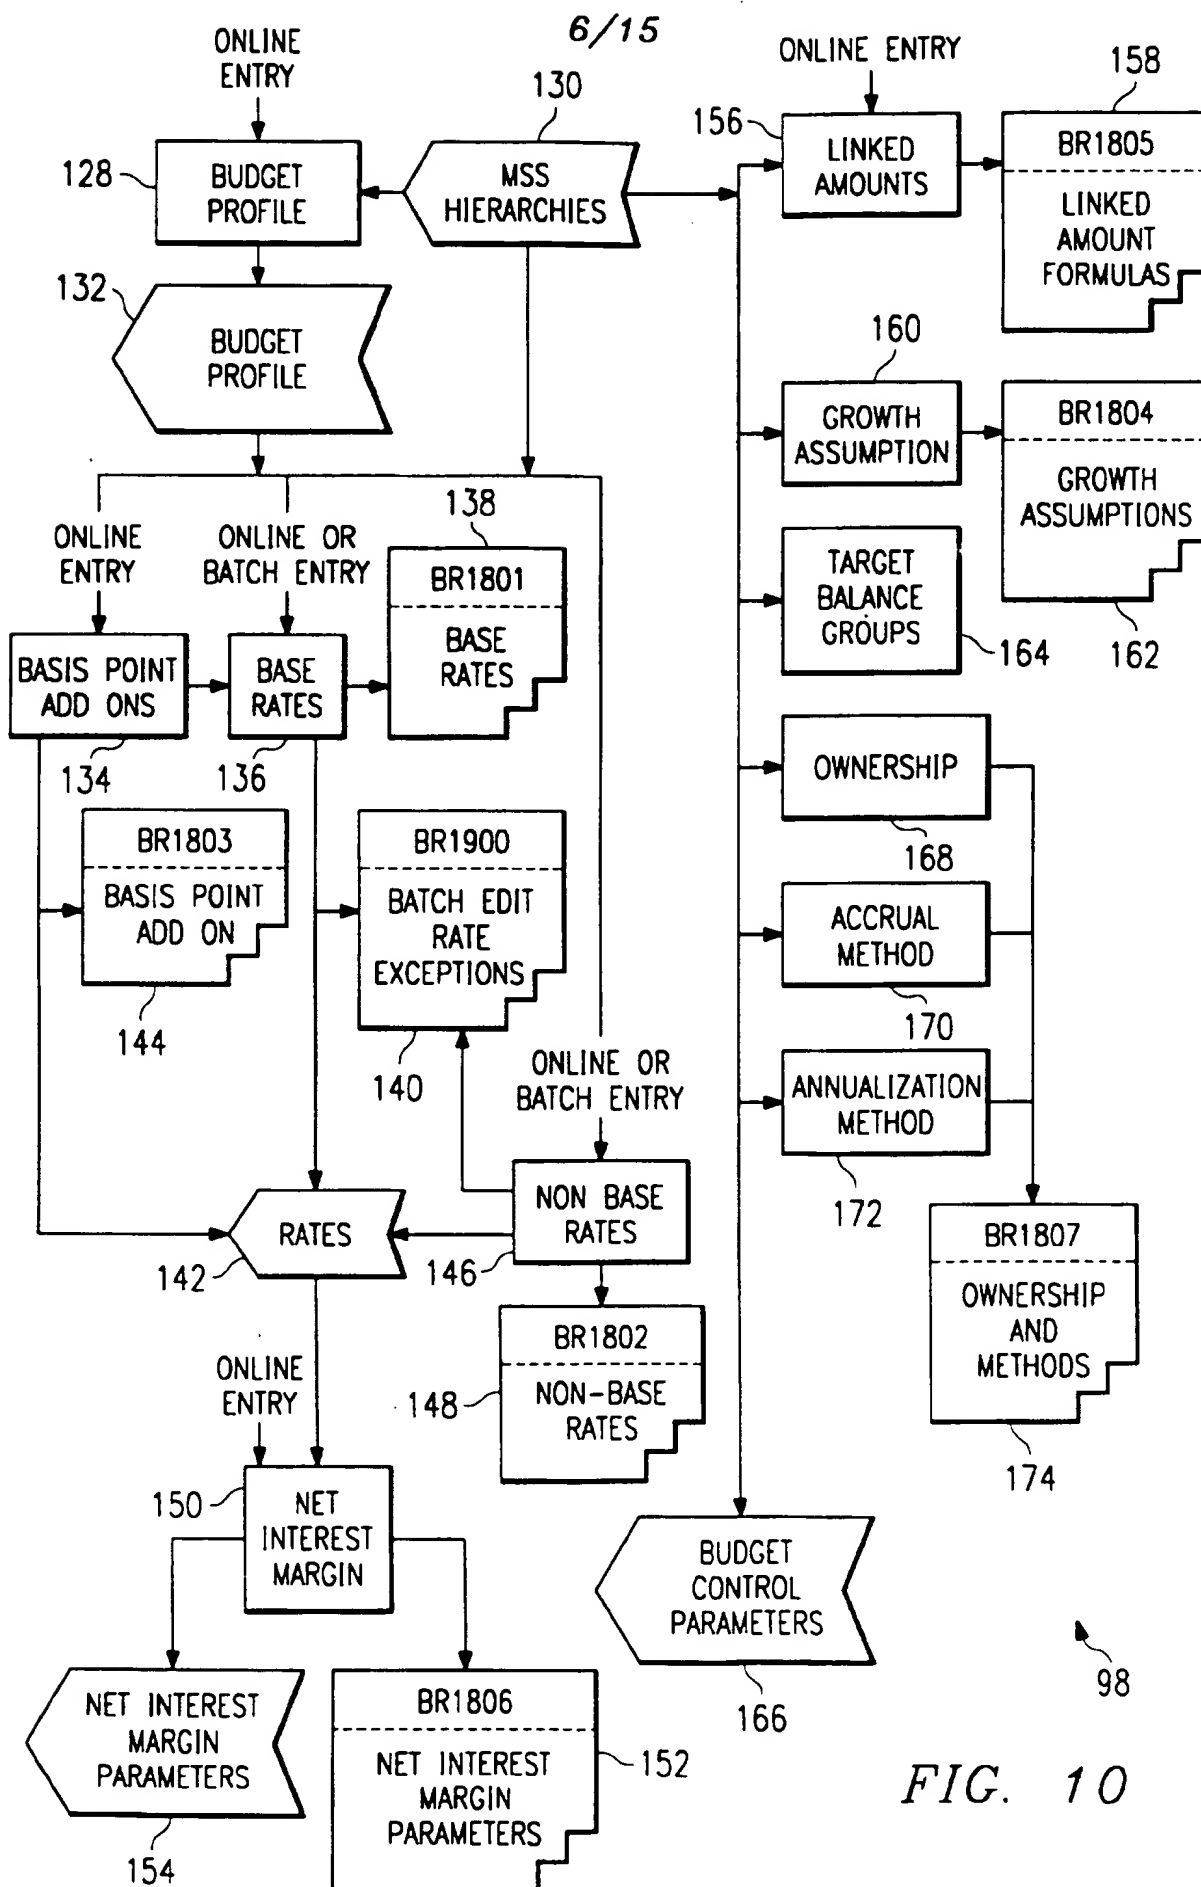 6/15
ONLINE
ENTRY
130
ONLINE ENTRY
158
128
BUDGET
PROFILE
MSS
HIERARCHIES
156
LINKED
AMOUNTS
BR1805
LINKED
AMOUNT
FORMULAS
132
BUDGET
PROFILE
160
GROWTH
ASSUMPTION
BR1804
GROWTH
ASSUMPTIONS
162
TARGET
BALANCE
GROUPS
164
ONLINE
ENTRY
ONLINE OR
BATCH ENTRY
138
BR1801
BASE
RATES
BASIS POINT
ADD ONS
134
BASE
RATES
136
OWNERSHIP
168
BR1803
BASIS POINT
ADD ON
144
BR1900
BATCH EDIT
RATE
EXCEPTIONS
140
ACCRUAL
METHOD
170
ONLINE OR
BATCH ENTRY
ANNUALIZATION
METHOD
172
RATES
142
NON BASE
RATES
146
BR1807
OWNERSHIP
AND
METHODS
174
BR1802
NON-BASE
RATES
148
ONLINE
ENTRY
150
NET
INTEREST
MARGIN
BUDGET
CONTROL
PARAMETERS
166
NET INTEREST
MARGIN
PARAMETERS
154
BR1806
NET INTEREST
MARGIN
PARAMETERS
152
98
FIG. 10